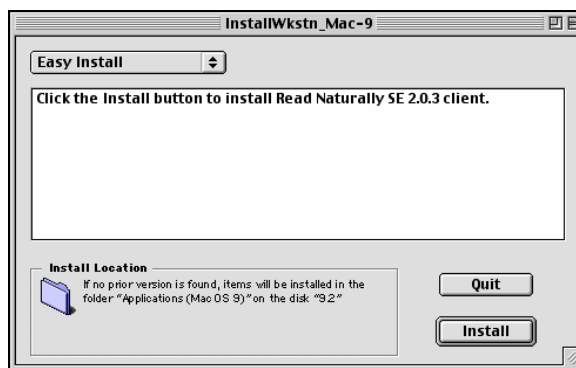 InstallWkstn_Mac-9
Easy Install
Click the Install button to install Read Naturally SE 2.0.3 client.
Install Location
If no prior version is found, items will be installed in the
folder "Applications (Mac OS 9)" on the disk "9.2"
Quit
Install